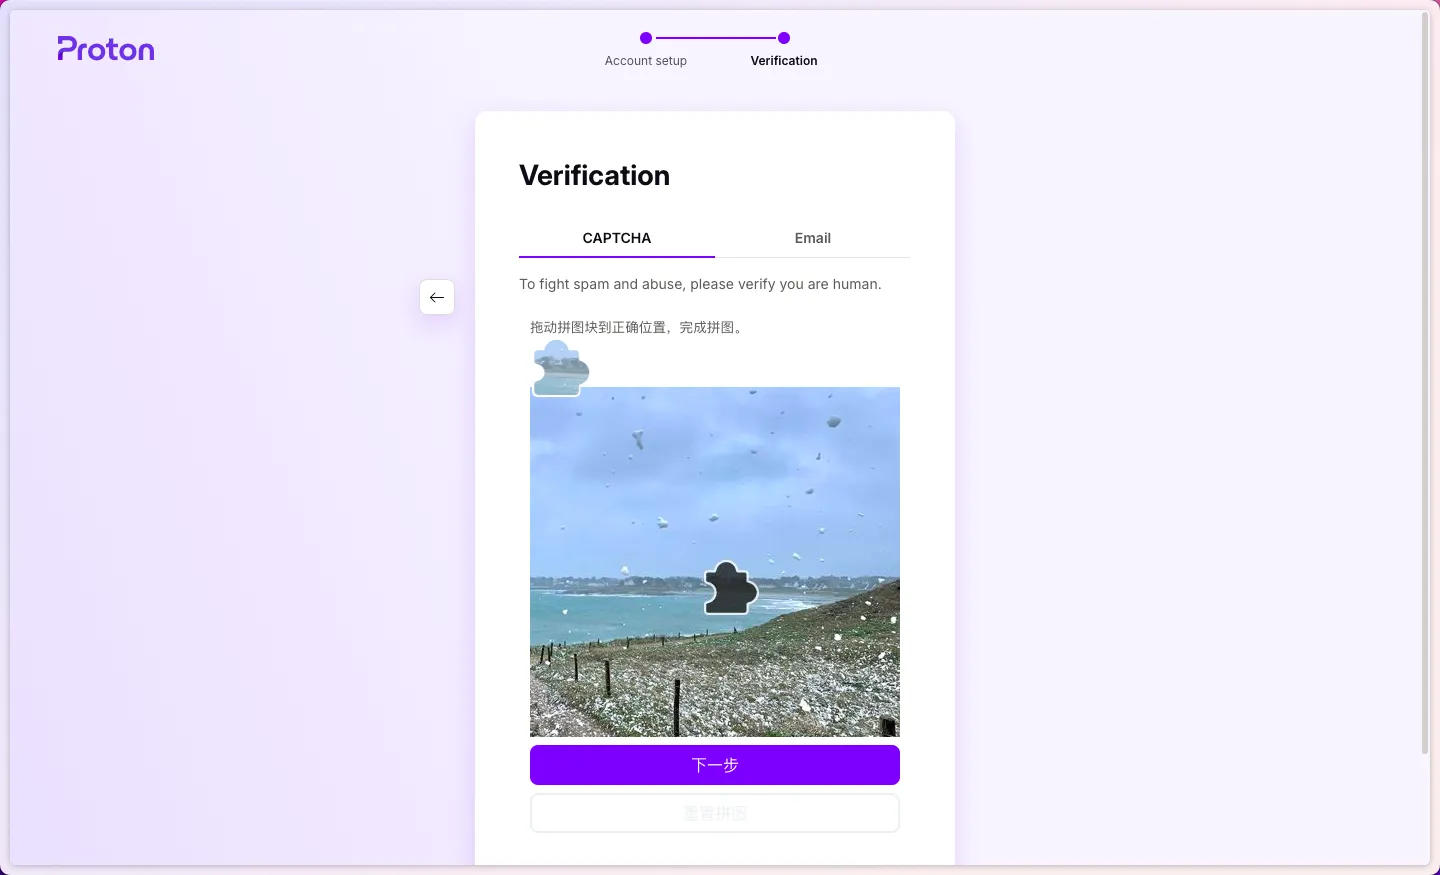 Proton
Account setup
Verification
Verification
CAPTCHA
Email
To fight spam and abuse, please verify you are human.
拖动拼图块到正确位置，完成拼图。
下一步
重置拼图